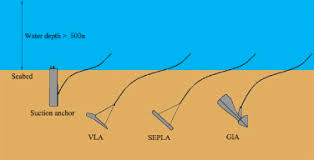 Water depth > 500m
Seabed
Suction anchor
VLA
SEPLA
GIA